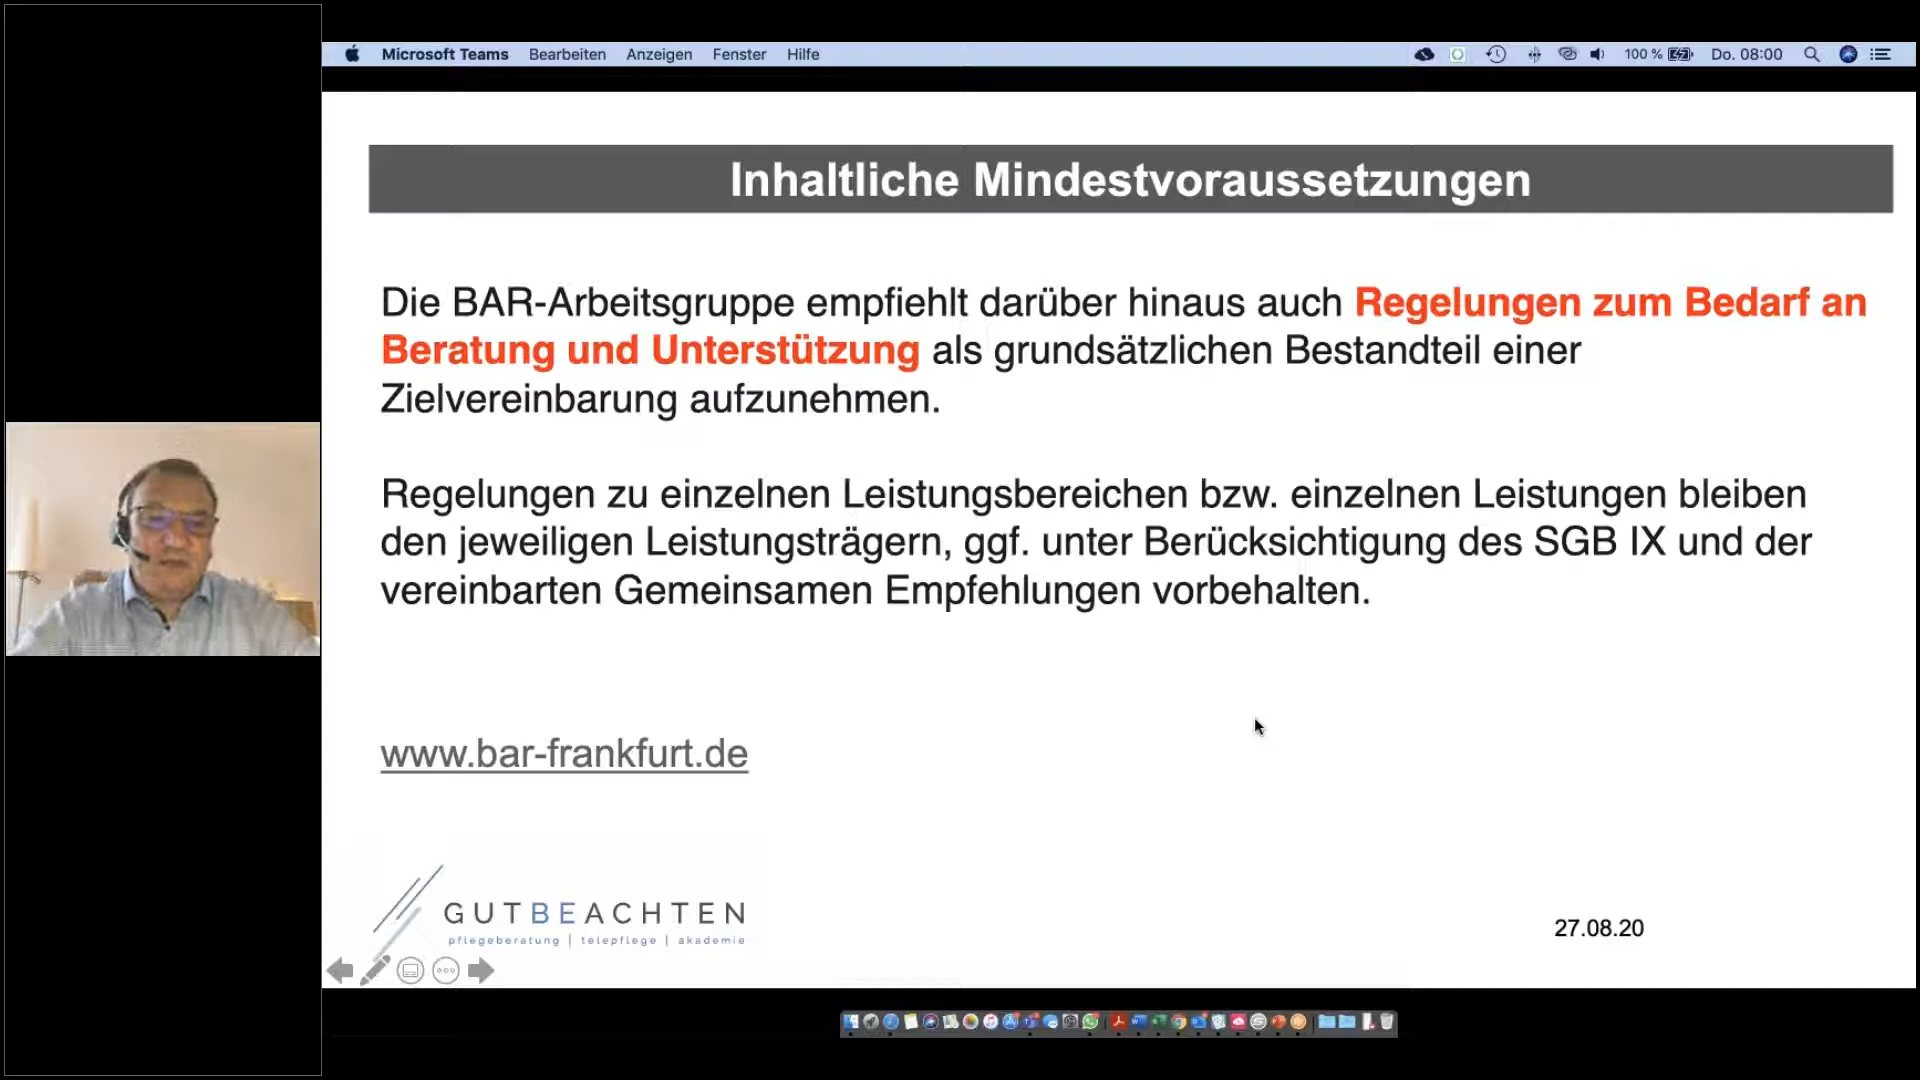 Microsoft Teams Bearbeiten Anzeigen Fenster Hilfe 100 % Do. 08:00
Inhaltliche Mindestvoraussetzungen
Die BAR-Arbeitsgruppe empfiehlt darüber hinaus auch Regelungen zum Bedarf an
Beratung und Unterstützung als grundsätzlichen Bestandteil einer
Zielvereinbarung aufzunehmen.
Regelungen zu einzelnen Leistungsbereichen bzw. einzelnen Leistungen bleiben
den jeweiligen Leistungsträgern, ggf. unter Berücksichtigung des SGB IX und der
vereinbarten Gemeinsamen Empfehlungen vorbehalten.
www.bar-frankfurt.de
GUTBEACHTEN
pflegeberatung | telepflege | akademie
27.08.20